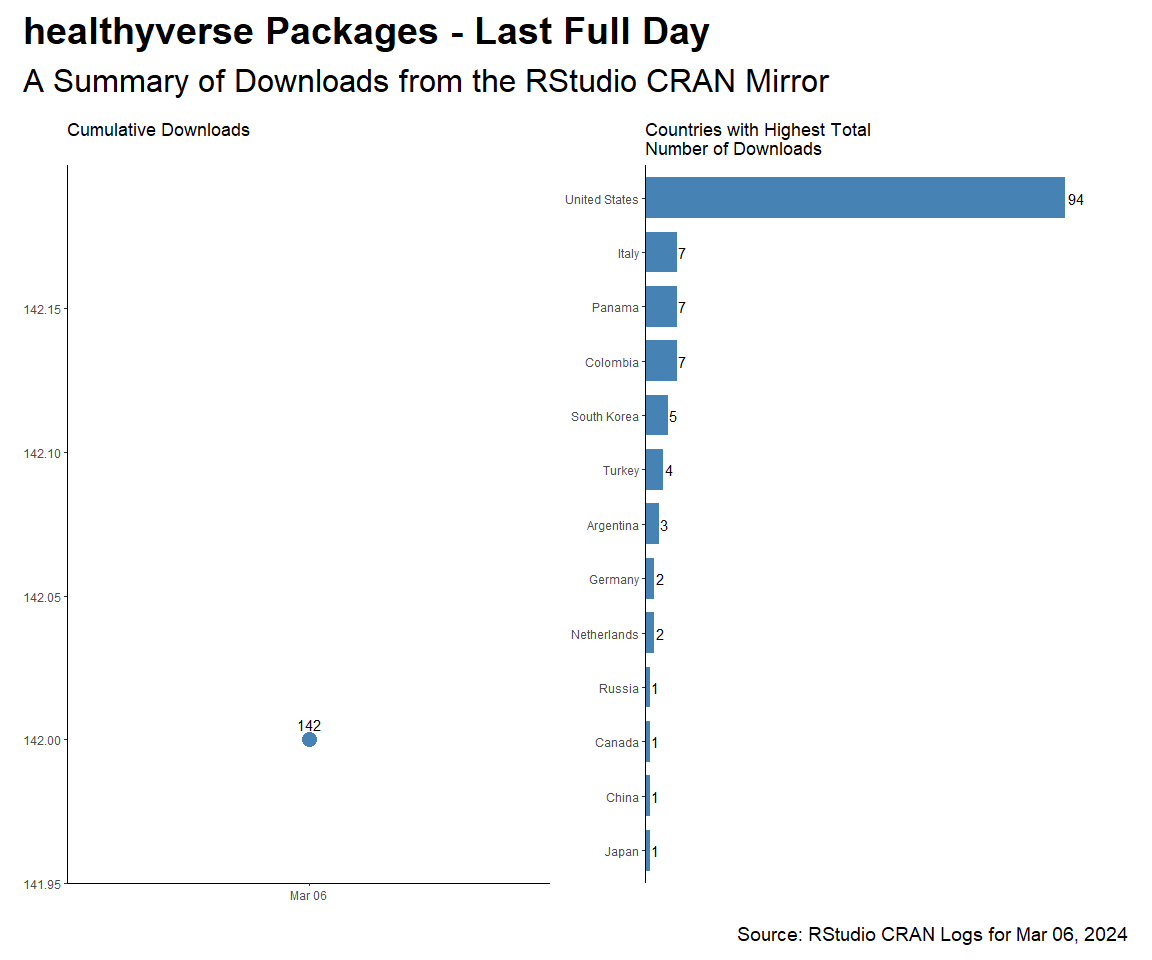 healthyverse Packages - Last Full Day
A Summary of Downloads from the RStudio CRAN Mirror
Cumulative Downloads
142.15
142.10
142.05
142.00
141.95
142
Mar 06
Countries with Highest Total
Number of Downloads
United States 94
Italy 7
Panama 7
Colombia 7
South Korea 5
Turkey 4
Argentina 3
Germany 2
Netherlands 2
Russia 1
Canada 1
China 1
Japan 1
Source: RStudio CRAN Logs for Mar 06, 2024